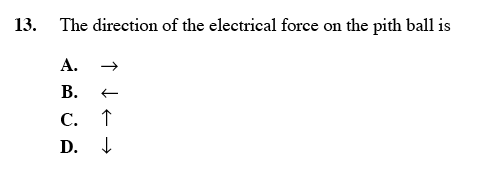 13. The direction of the electrical force on the pith ball is
A. →
B. ←
C. ↑
D. ↓